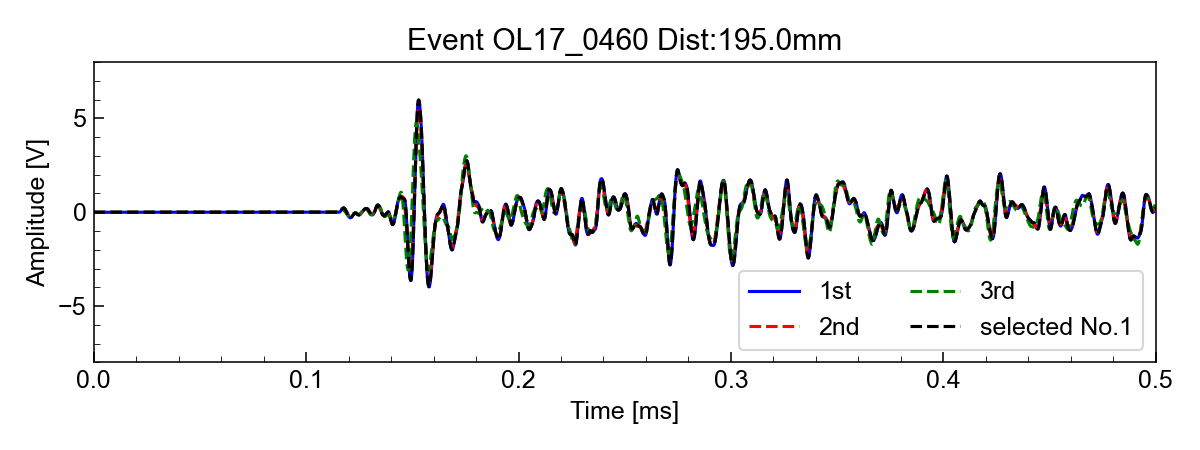 Event OL17_0460 Dist:195.0mm
Amplitude [V]
5
0
−5
1st
2nd
3rd
selected No.1
0.0 0.1 0.2 0.3 0.4 0.5
Time [ms]